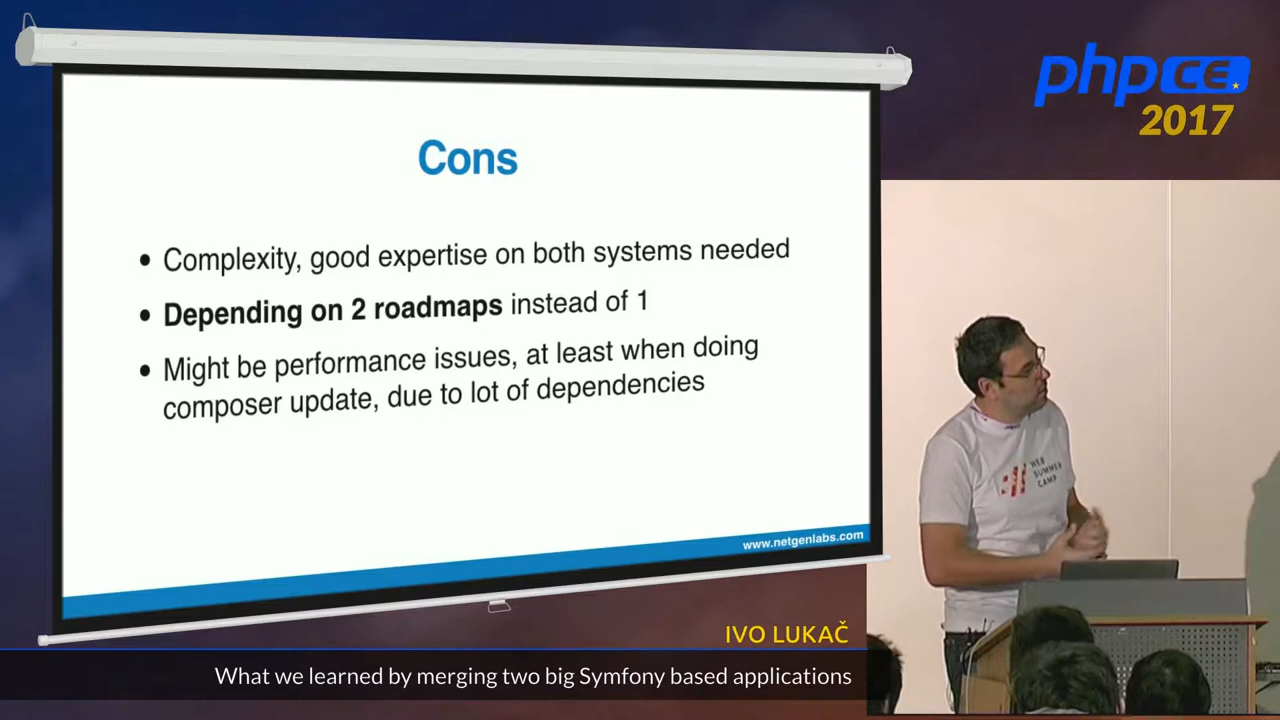 phpCE
2017
Cons
• Complexity, good expertise on both systems needed
• Depending on 2 roadmaps instead of 1
• Might be performance issues, at least when doing
composer update, due to lot of dependencies
www.netgenlabs.com
WEB
SUMMER
CAMP
IVO LUKAČ
What we learned by merging two big Symfony based applications